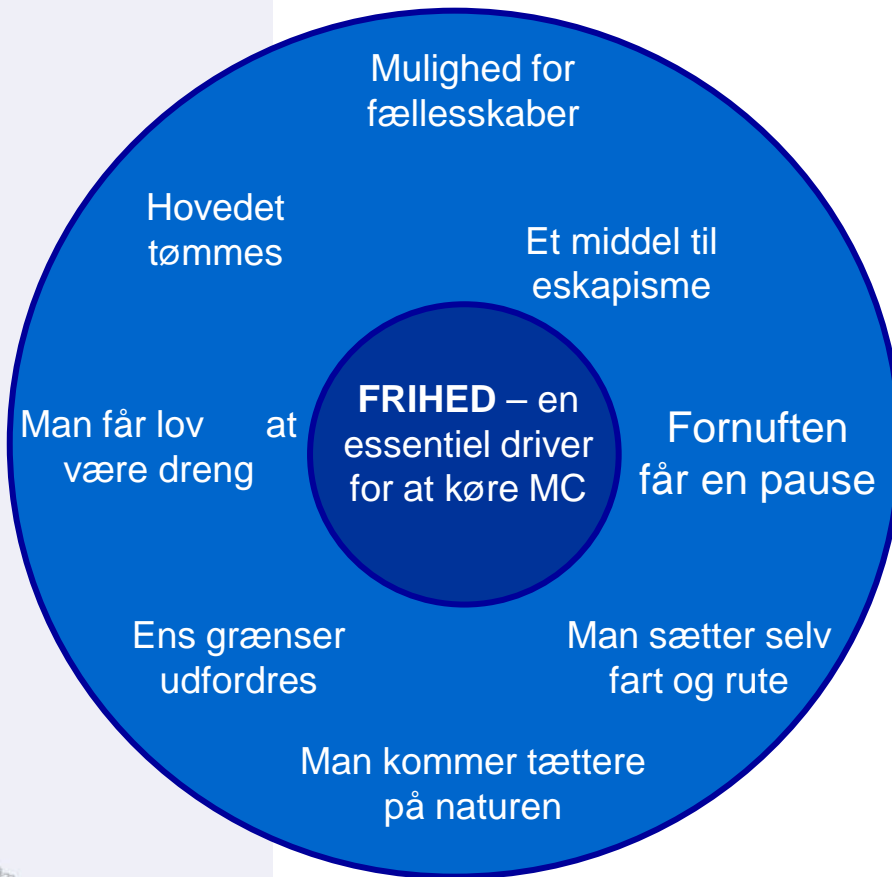 Mulighed for
fællesskaber
Hovedet
tømmes
Et middel til
eskapisme
Man får lov at
være dreng
FRIHED – en
essentiel driver
for at køre MC
Fornuften
får en pause
Ens grænser
udfordres
Man sætter selv
fart og rute
Man kommer tættere
på naturen